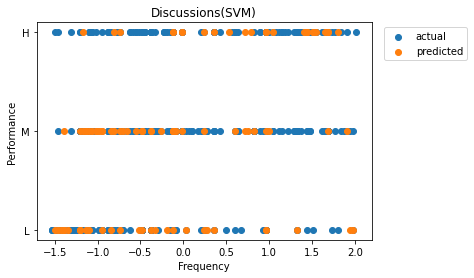 Discussions(SVM)
actual
predicted
H
M
L
Performance
−1.5 −1.0 −0.5 0.0 0.5 1.0 1.5 2.0
Frequency